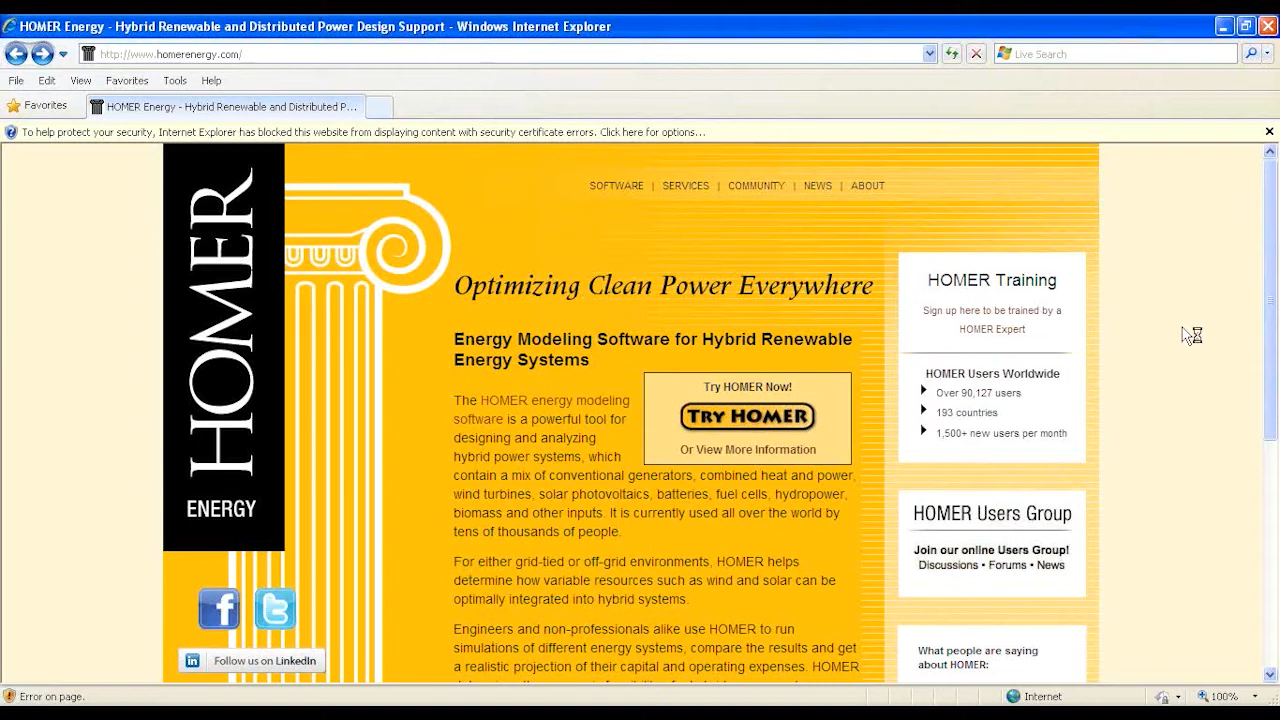 HOMER Energy - Hybrid Renewable and Distributed Power Design Support - Windows Internet Explorer
http://www.homerenergy.com/
Live Search
File Edit View Favorites Tools Help
Favorites
HOMER Energy - Hybrid Renewable and Distributed P...
To help protect your security, Internet Explorer has blocked this website from displaying content with security certificate errors. Click here for options...
HOMER
ENERGY
SOFTWARE | SERVICES | COMMUNITY | NEWS | ABOUT
Optimizing Clean Power Everywhere
Energy Modeling Software for Hybrid Renewable
Energy Systems
The HOMER energy modeling
software is a powerful tool for
designing and analyzing
hybrid power systems, which
contain a mix of conventional generators, combined heat and power,
wind turbines, solar photovoltaics, batteries, fuel cells, hydropower,
biomass and other inputs. It is currently used all over the world by
tens of thousands of people.
Try HOMER Now!
TRY HOMER
Or View More Information
For either grid-tied or off-grid environments, HOMER helps
determine how variable resources such as wind and solar can be
optimally integrated into hybrid systems.
Engineers and non-professionals alike use HOMER to run
simulations of different energy systems, compare the results and get
a realistic projection of their capital and operating expenses. HOMER
HOMER Training
Sign up here to be trained by a
HOMER Expert
HOMER Users Worldwide
Over 90,127 users
193 countries
1,500+ new users per month
HOMER Users Group
Join our online Users Group!
Discussions • Forums • News
What people are saying
about HOMER:
f
t
in Follow us on LinkedIn
Error on page.
Internet
100%